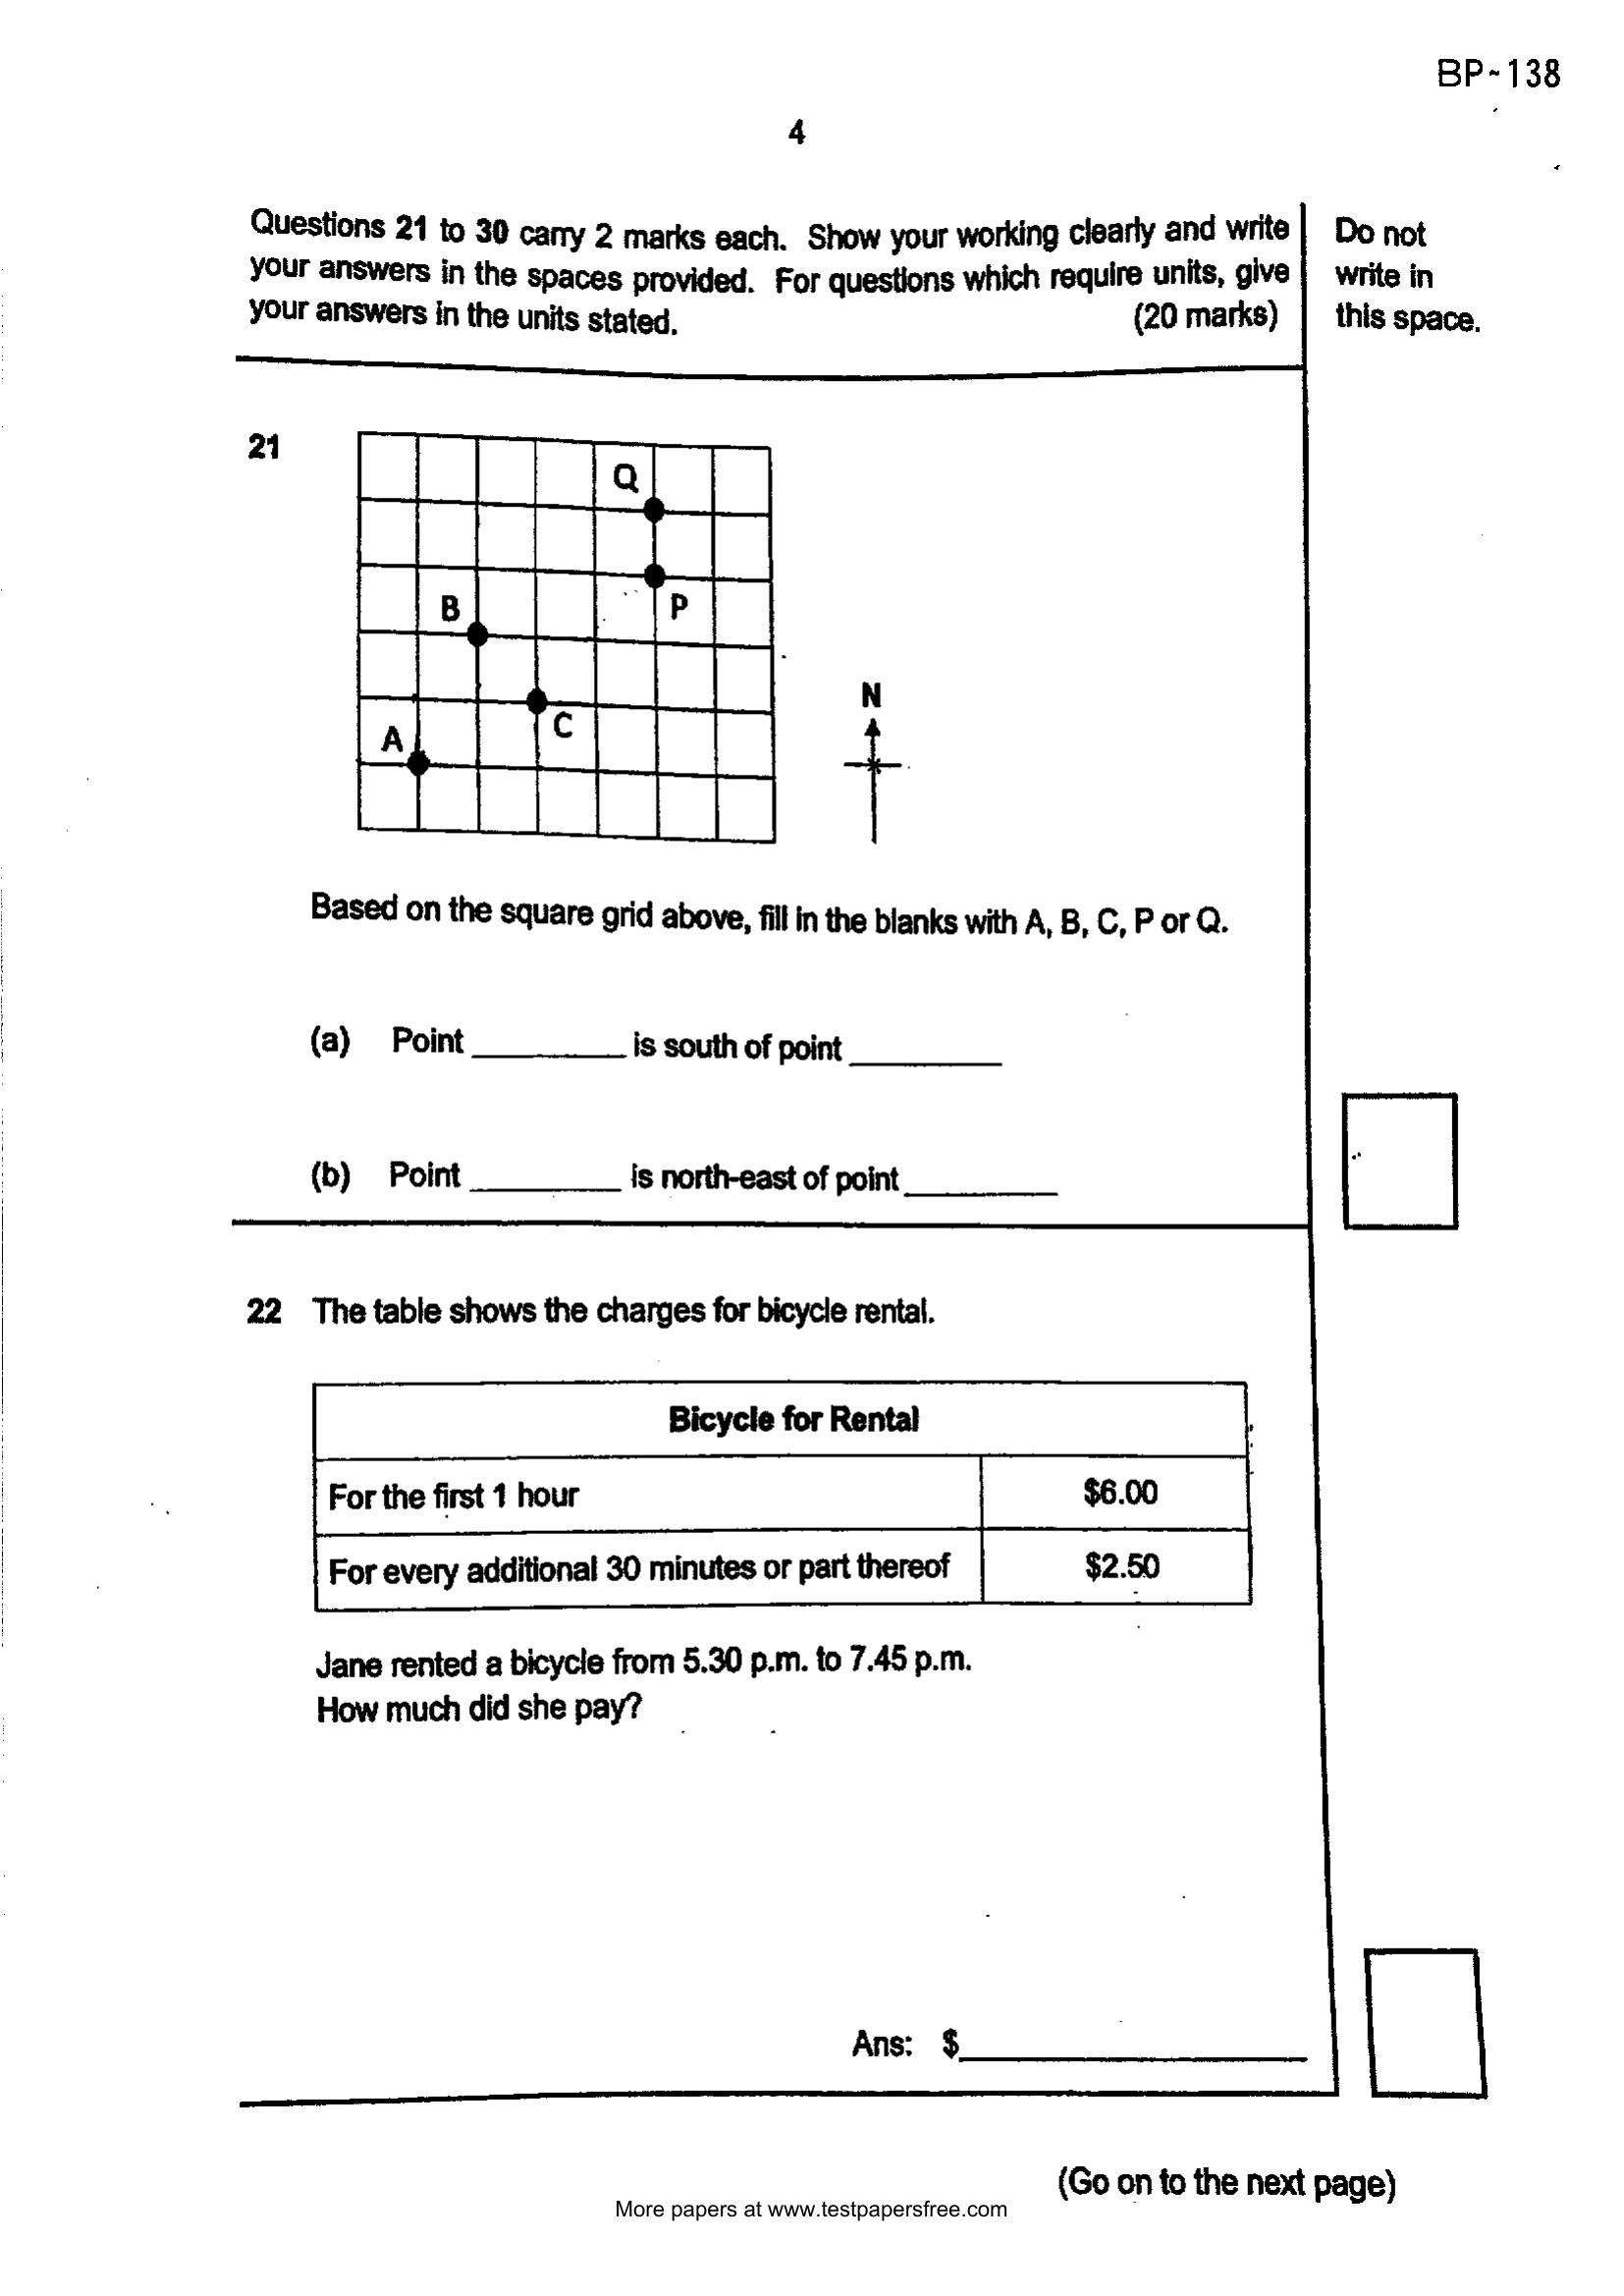 BP-138
4
Questions 21 to 30 carry 2 marks each. Show your working clearly and write
your answers in the spaces provided. For questions which require units, give
your answers in the units stated. (20 marks)
Do not
write in
this space.
21
Q
P
B
C
A
N
Based on the square grid above, fill in the blanks with A, B, C, P or Q.
(a) Point ________ is south of point ________
(b) Point ________ is north-east of point ________
22 The table shows the charges for bicycle rental.
Bicycle for Rental
For the first 1 hour $6.00
For every additional 30 minutes or part thereof $2.50
Jane rented a bicycle from 5.30 p.m. to 7.45 p.m.
How much did she pay?
Ans: $________
(Go on to the next page)
More papers at www.testpapersfree.com